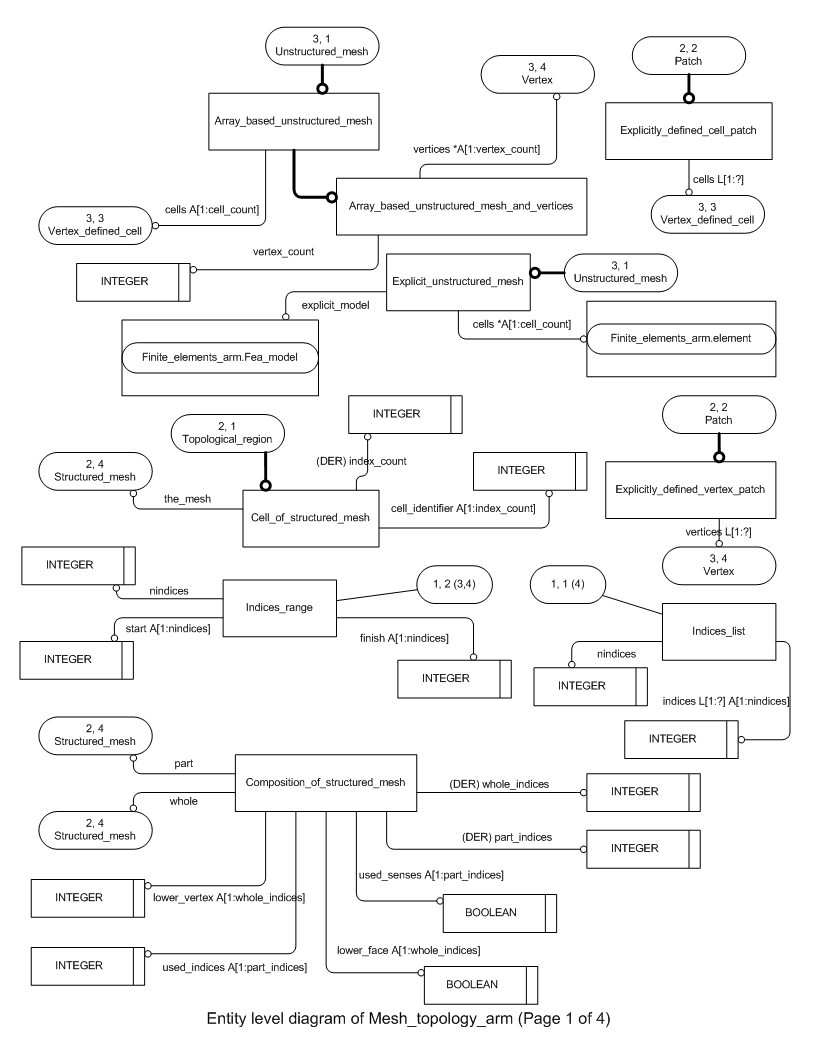 3, 1
Unstructured_mesh
3, 4
Vertex
2, 2
Patch
Array_based_unstructured_mesh
Explicitly_defined_cell_patch
vertices *A[1:vertex_count]
cells L[1:?]
Array_based_unstructured_mesh_and_vertices
cells A[1:cell_count]
3, 3
Vertex_defined_cell
3, 3
Vertex_defined_cell
vertex_count
INTEGER
Explicit_unstructured_mesh
3, 1
Unstructured_mesh
explicit_model
cells *A[1:cell_count]
Finite_elements_arm.Fea_model
Finite_elements_arm.element
INTEGER
2, 2
Patch
2, 1
Topological_region
(DER) index_count
2, 4
Structured_mesh
INTEGER
the_mesh
Cell_of_structured_mesh
cell_identifier A[1:index_count]
Explicitly_defined_vertex_patch
vertices L[1:?]
3, 4
Vertex
INTEGER
nindices
Indices_range
1, 2 (3,4)
1, 1 (4)
start A[1:nindices]
finish A[1:nindices]
Indices_list
nindices
INTEGER
INTEGER
INTEGER
indices L[1:?] A[1:nindices]
INTEGER
2, 4
Structured_mesh
part
Composition_of_structured_mesh
(DER) whole_indices
INTEGER
whole
2, 4
Structured_mesh
(DER) part_indices
INTEGER
used_senses A[1:part_indices]
INTEGER
lower_vertex A[1:whole_indices]
BOOLEAN
lower_face A[1:whole_indices]
INTEGER
used_indices A[1:part_indices]
BOOLEAN
Entity level diagram of Mesh_topology_arm (Page 1 of 4)